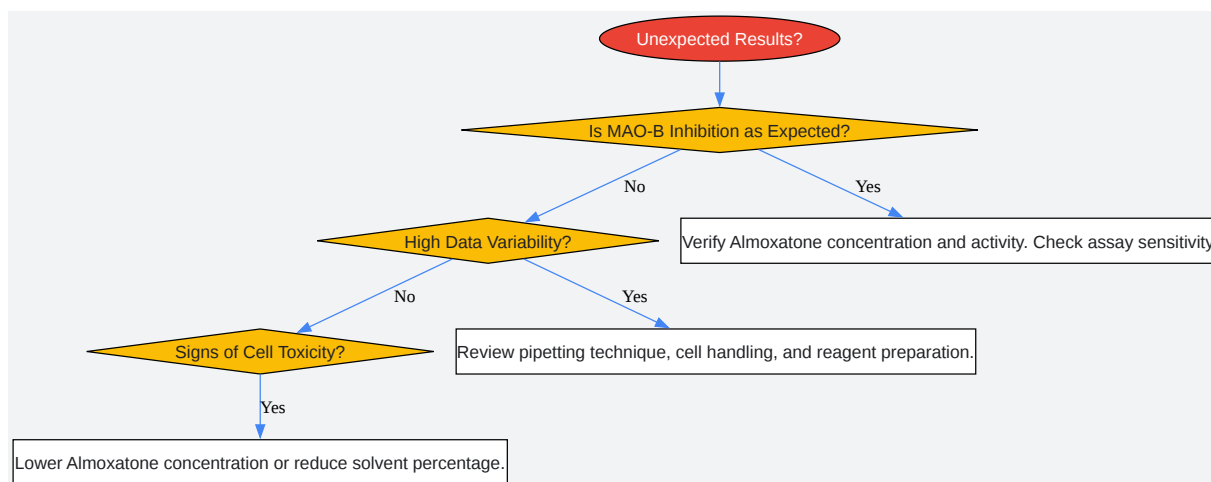 Unexpected Results?
Is MAO-B Inhibition as Expected?
No
Yes
High Data Variability?
Verify Almoxatone concentration and activity. Check assay sensitivity
No
Yes
Signs of Cell Toxicity?
Review pipetting technique, cell handling, and reagent preparation.
Yes
Lower Almoxatone concentration or reduce solvent percentage.